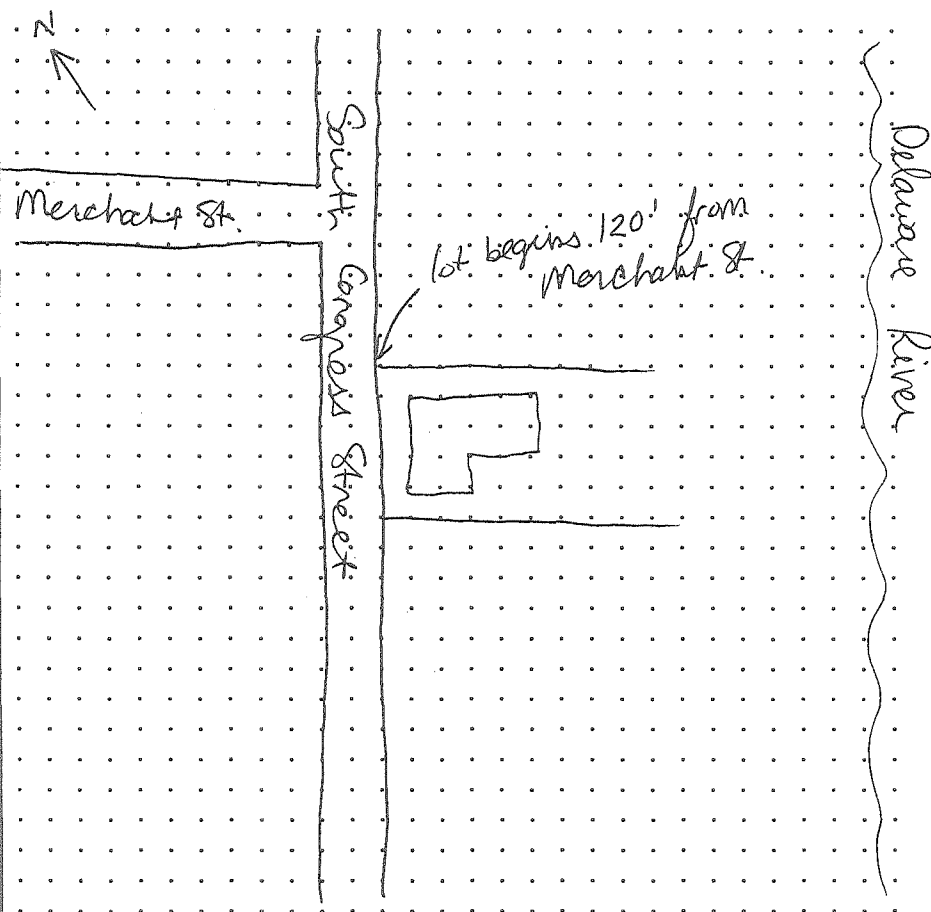 N
Merchant St.
South Congress Street
lot begins 120' from
Merchant St.
Delaware River